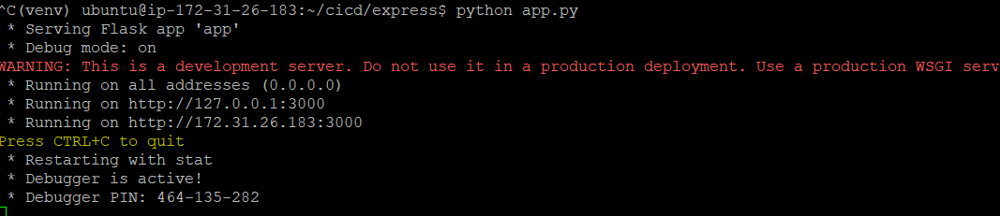 ^C(venv) ubuntu@ip-172-31-26-183:~/cicd/express$ python app.py
 * Serving Flask app 'app'
 * Debug mode: on
WARNING: This is a development server. Do not use it in a production deployment. Use a production WSGI serv
 * Running on all addresses (0.0.0.0)
 * Running on http://127.0.0.1:3000
 * Running on http://172.31.26.183:3000
Press CTRL+C to quit
 * Restarting with stat
 * Debugger is active!
 * Debugger PIN: 464-135-282